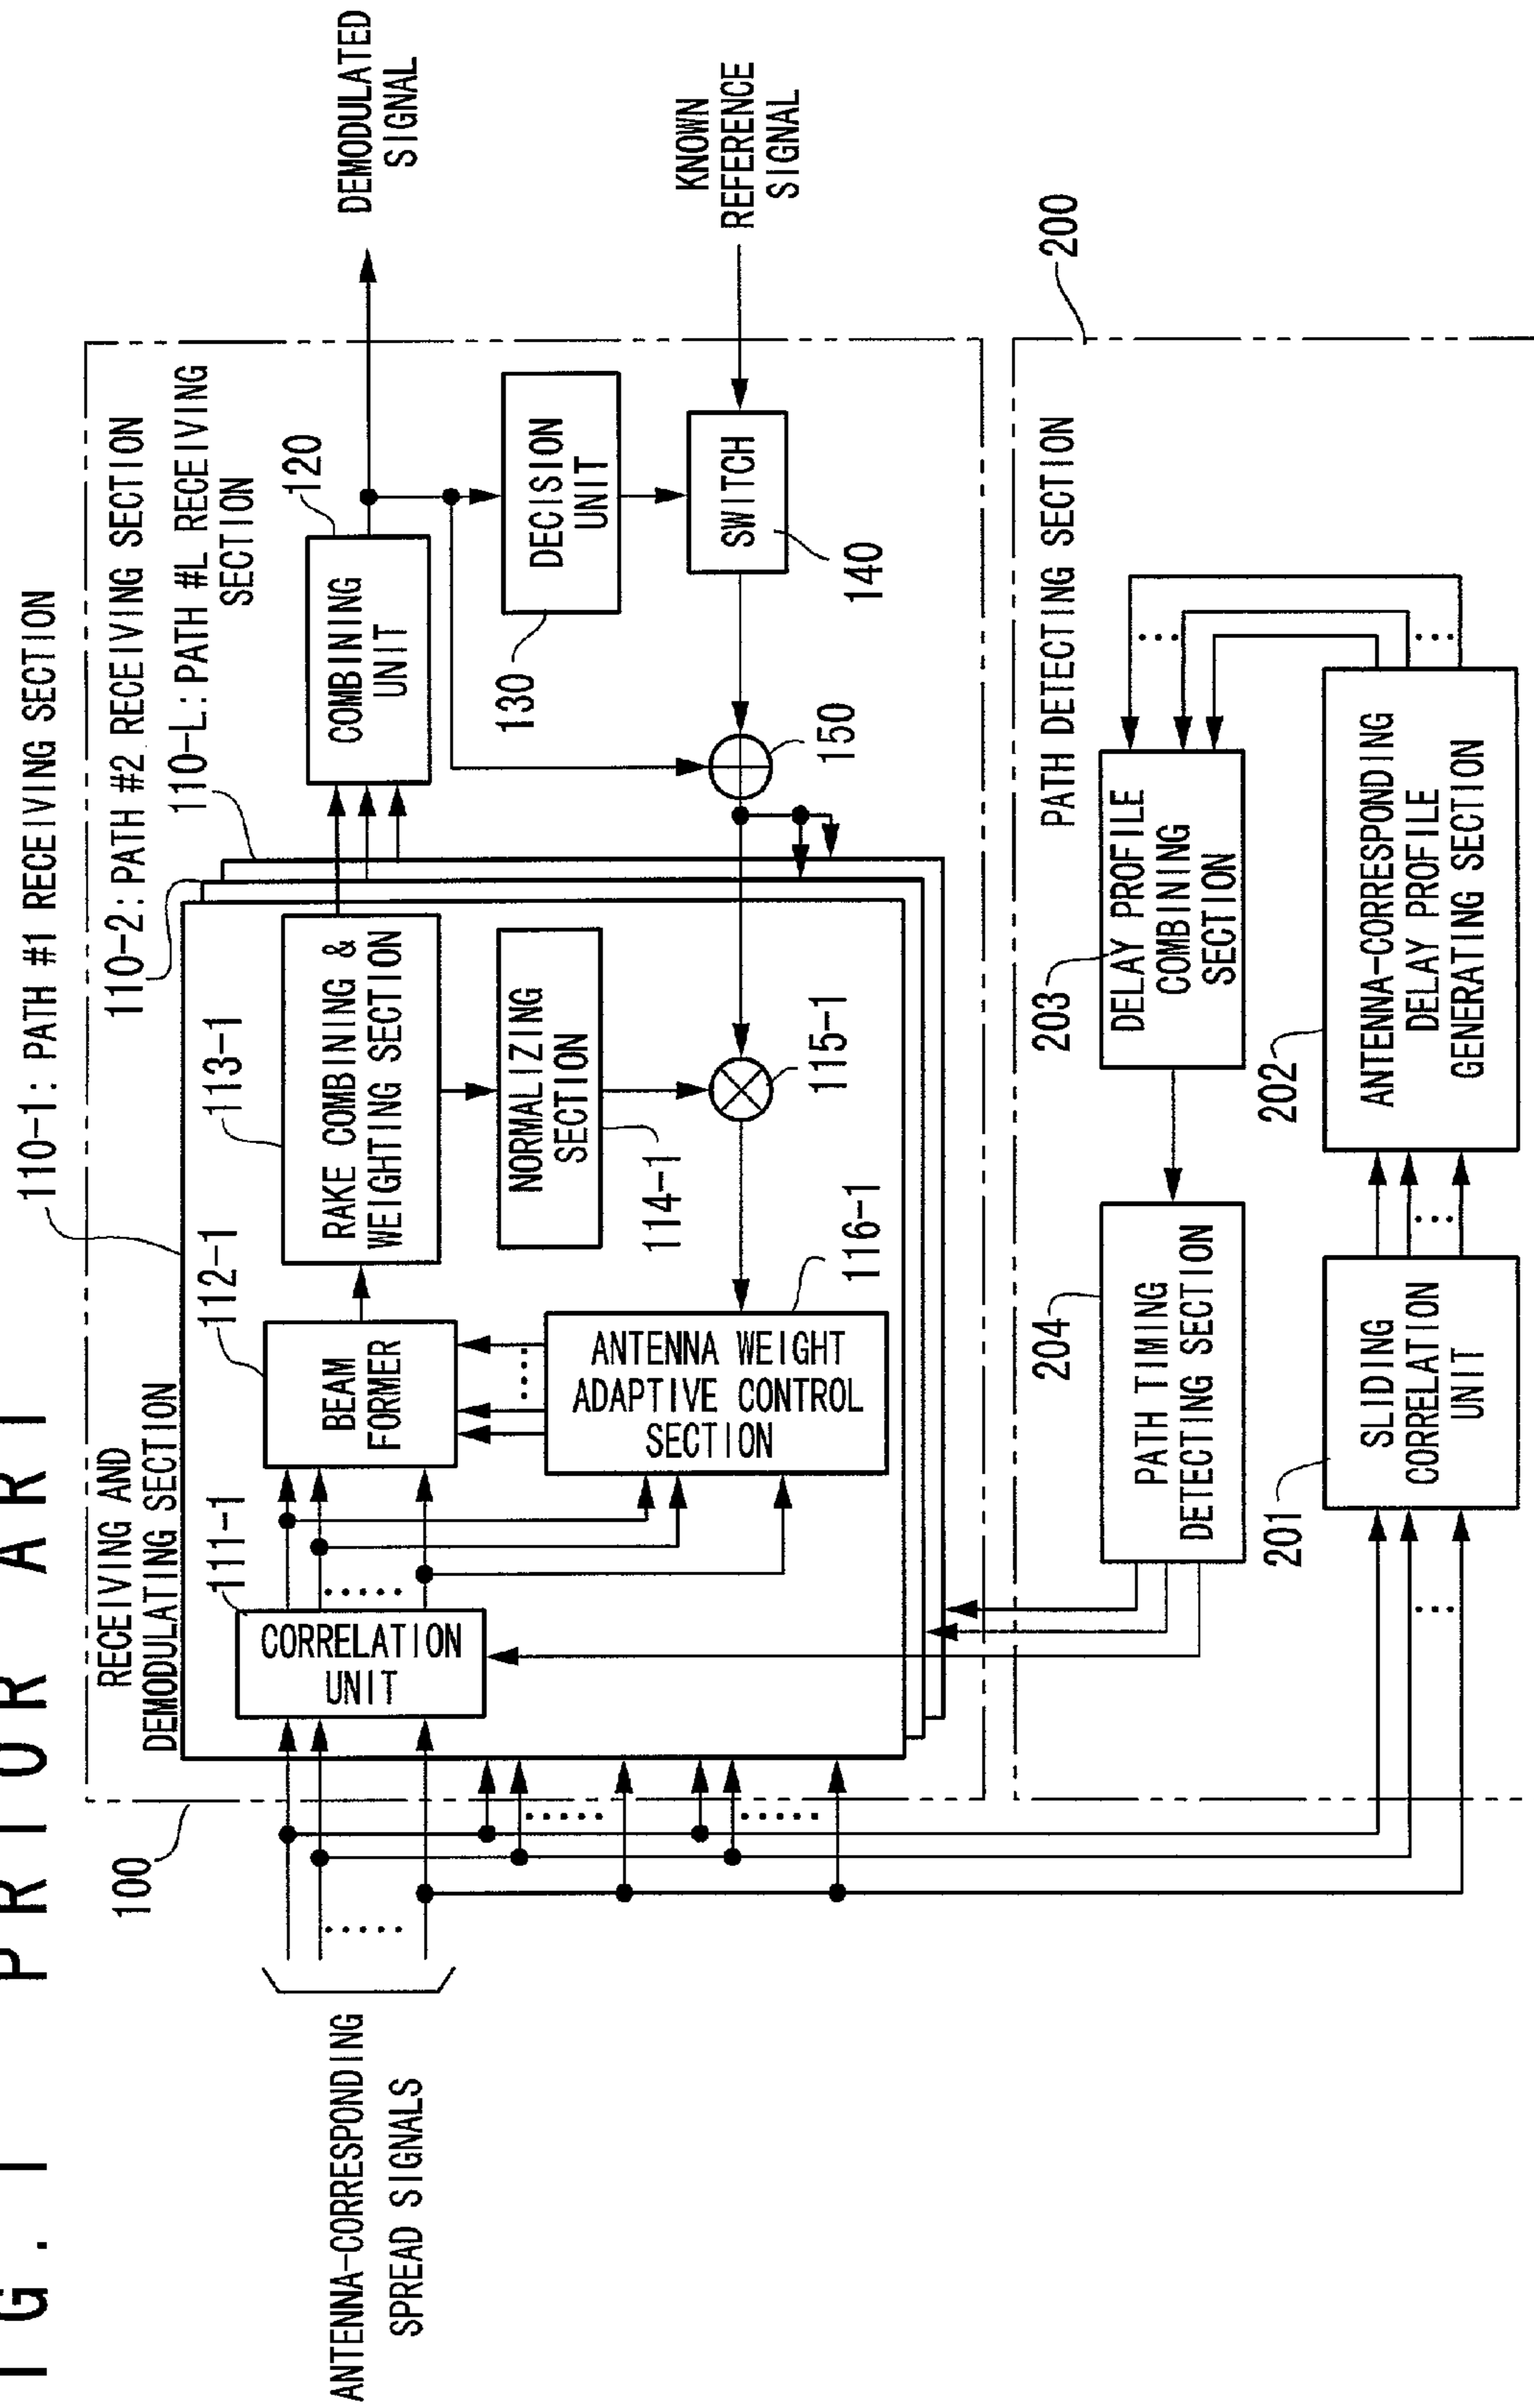 IG. 1 PRIOR ART
110-1: PATH #1 RECEIVING SECTION
110-2: PATH #2 RECEIVING SECTION
110-L: PATH #L RECEIVING
SECTION
100
RECEIVING AND
DEMODULATING SECTION
ANTENNA-CORRESPONDING
SPREAD SIGNALS
111-1
CORRELATION
UNIT
112-1
BEAM
FORMER
113-1
RAKE COMBINING &
WEIGHTING SECTION
NORMALIZING
SECTION
114-1
115-1
116-1
ANTENNA WEIGHT
ADAPTIVE CONTROL
SECTION
120
COMBINING
UNIT
DEMODULATED
SIGNAL
130
DECISION
UNIT
SWITCH
140
150
KNOWN
REFERENCE
SIGNAL
200
PATH DETECTING SECTION
204
PATH TIMING
DETECTING SECTION
203
DELAY PROFILE
COMBINING
SECTION
201
SLIDING
CORRELATION
UNIT
202
ANTENNA-CORRESPONDING
DELAY PROFILE
GENERATING SECTION